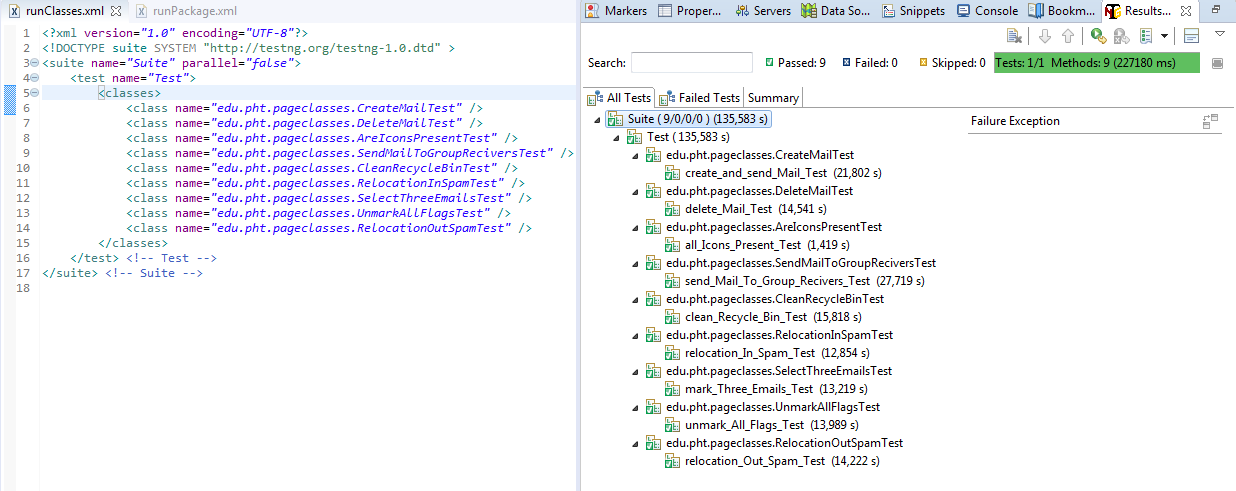 runClasses.xml
runPackage.xml
1 <?xml version="1.0" encoding="UTF-8"?>
2 <!DOCTYPE suite SYSTEM "http://testng.org/testng-1.0.dtd" >
3 <suite name="Suite" parallel="false">
4 <test name="Test">
5 <classes>
6 <class name="edu.pht.pageclasses.CreateMailTest" />
7 <class name="edu.pht.pageclasses.DeleteMailTest" />
8 <class name="edu.pht.pageclasses.AreIconsPresentTest" />
9 <class name="edu.pht.pageclasses.SendMailToGroupReciversTest" />
10 <class name="edu.pht.pageclasses.CleanRecycleBinTest" />
11 <class name="edu.pht.pageclasses.RelocationInSpamTest" />
12 <class name="edu.pht.pageclasses.SelectThreeEmailsTest" />
13 <class name="edu.pht.pageclasses.UnmarkAllFlagsTest" />
14 <class name="edu.pht.pageclasses.RelocationOutSpamTest" />
15 </classes>
16 </test> <!-- Test -->
17 </suite> <!-- Suite -->
18
Markers Proper... Servers Data So... Snippets Console Bookm... Results...
Search: Passed: 9 Failed: 0 Skipped: 0 Tests: 1/1 Methods: 9 (227180 ms)
All Tests Failed Tests Summary
Suite ( 9/0/0/0 ) (135,583 s)
Failure Exception
Test ( 135,583 s)
edu.pht.pageclasses.CreateMailTest
create_and_send_Mail_Test (21,802 s)
edu.pht.pageclasses.DeleteMailTest
delete_Mail_Test (14,541 s)
edu.pht.pageclasses.AreIconsPresentTest
all_Icons_Present_Test (1,419 s)
edu.pht.pageclasses.SendMailToGroupReciversTest
send_Mail_To_Group_Recivers_Test (27,719 s)
edu.pht.pageclasses.CleanRecycleBinTest
clean_Recycle_Bin_Test (15,818 s)
edu.pht.pageclasses.RelocationInSpamTest
relocation_In_Spam_Test (12,854 s)
edu.pht.pageclasses.SelectThreeEmailsTest
mark_Three_Emails_Test (13,219 s)
edu.pht.pageclasses.UnmarkAllFlagsTest
unmark_All_Flags_Test (13,989 s)
edu.pht.pageclasses.RelocationOutSpamTest
relocation_Out_Spam_Test (14,222 s)